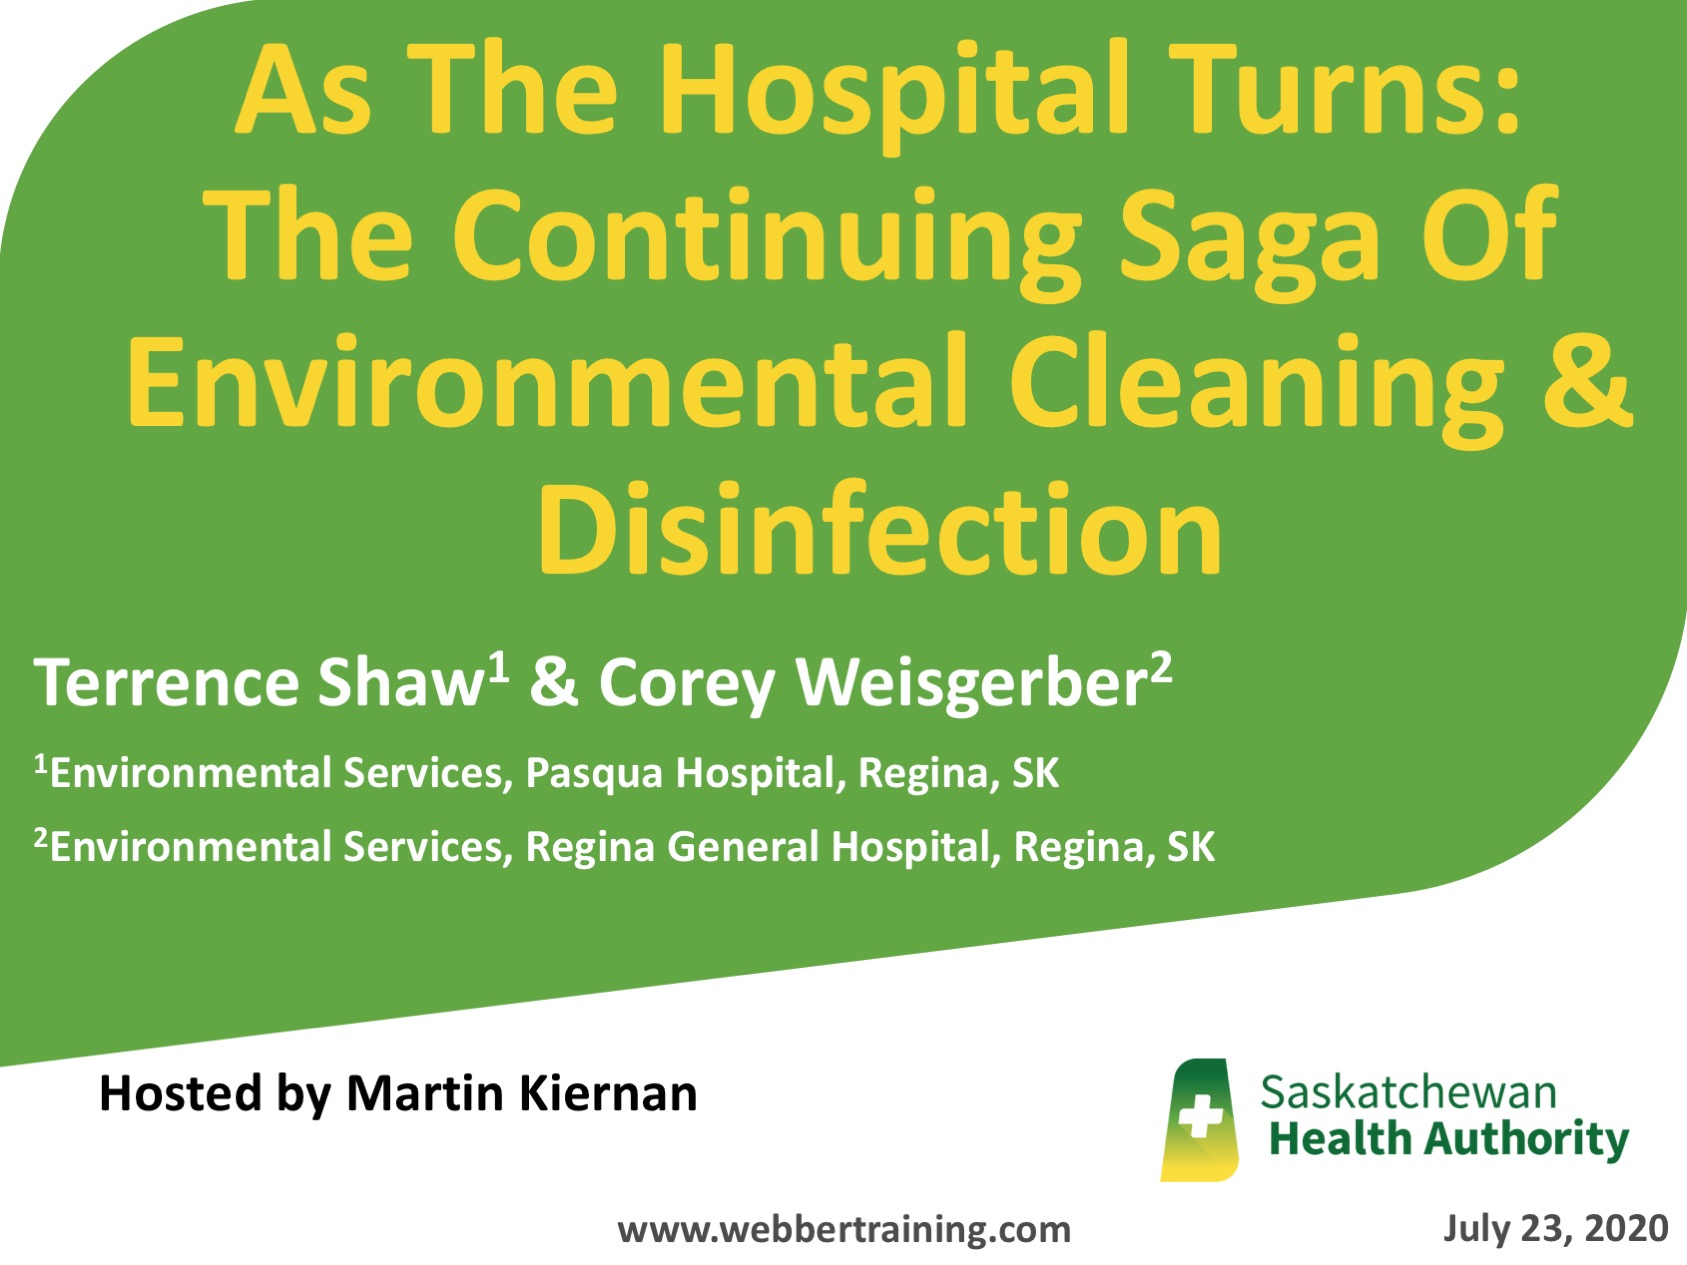 As The Hospital Turns:
The Continuing Saga Of
Environmental Cleaning &
Disinfection
Terrence Shaw¹ & Corey Weisgerber²
¹Environmental Services, Pasqua Hospital, Regina, SK
²Environmental Services, Regina General Hospital, Regina, SK
Hosted by Martin Kiernan
Saskatchewan
Health Authority
www.webbertraining.com
July 23, 2020